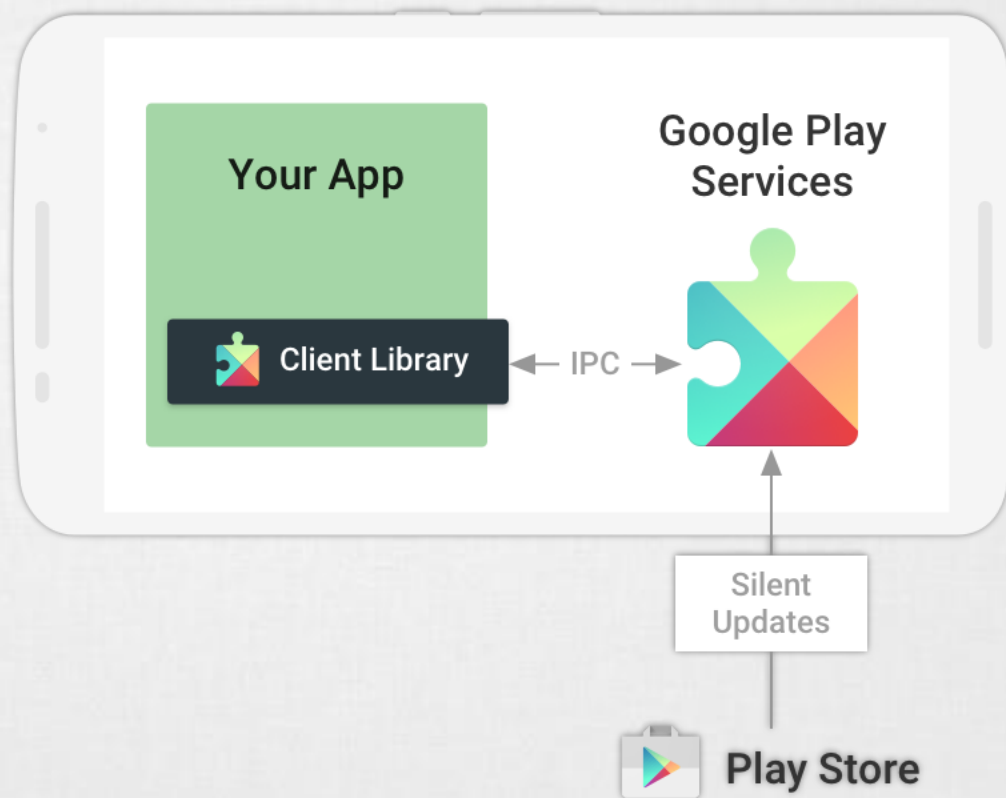 Your App
Google Play
Services
Client Library
IPC
Silent
Updates
Play Store